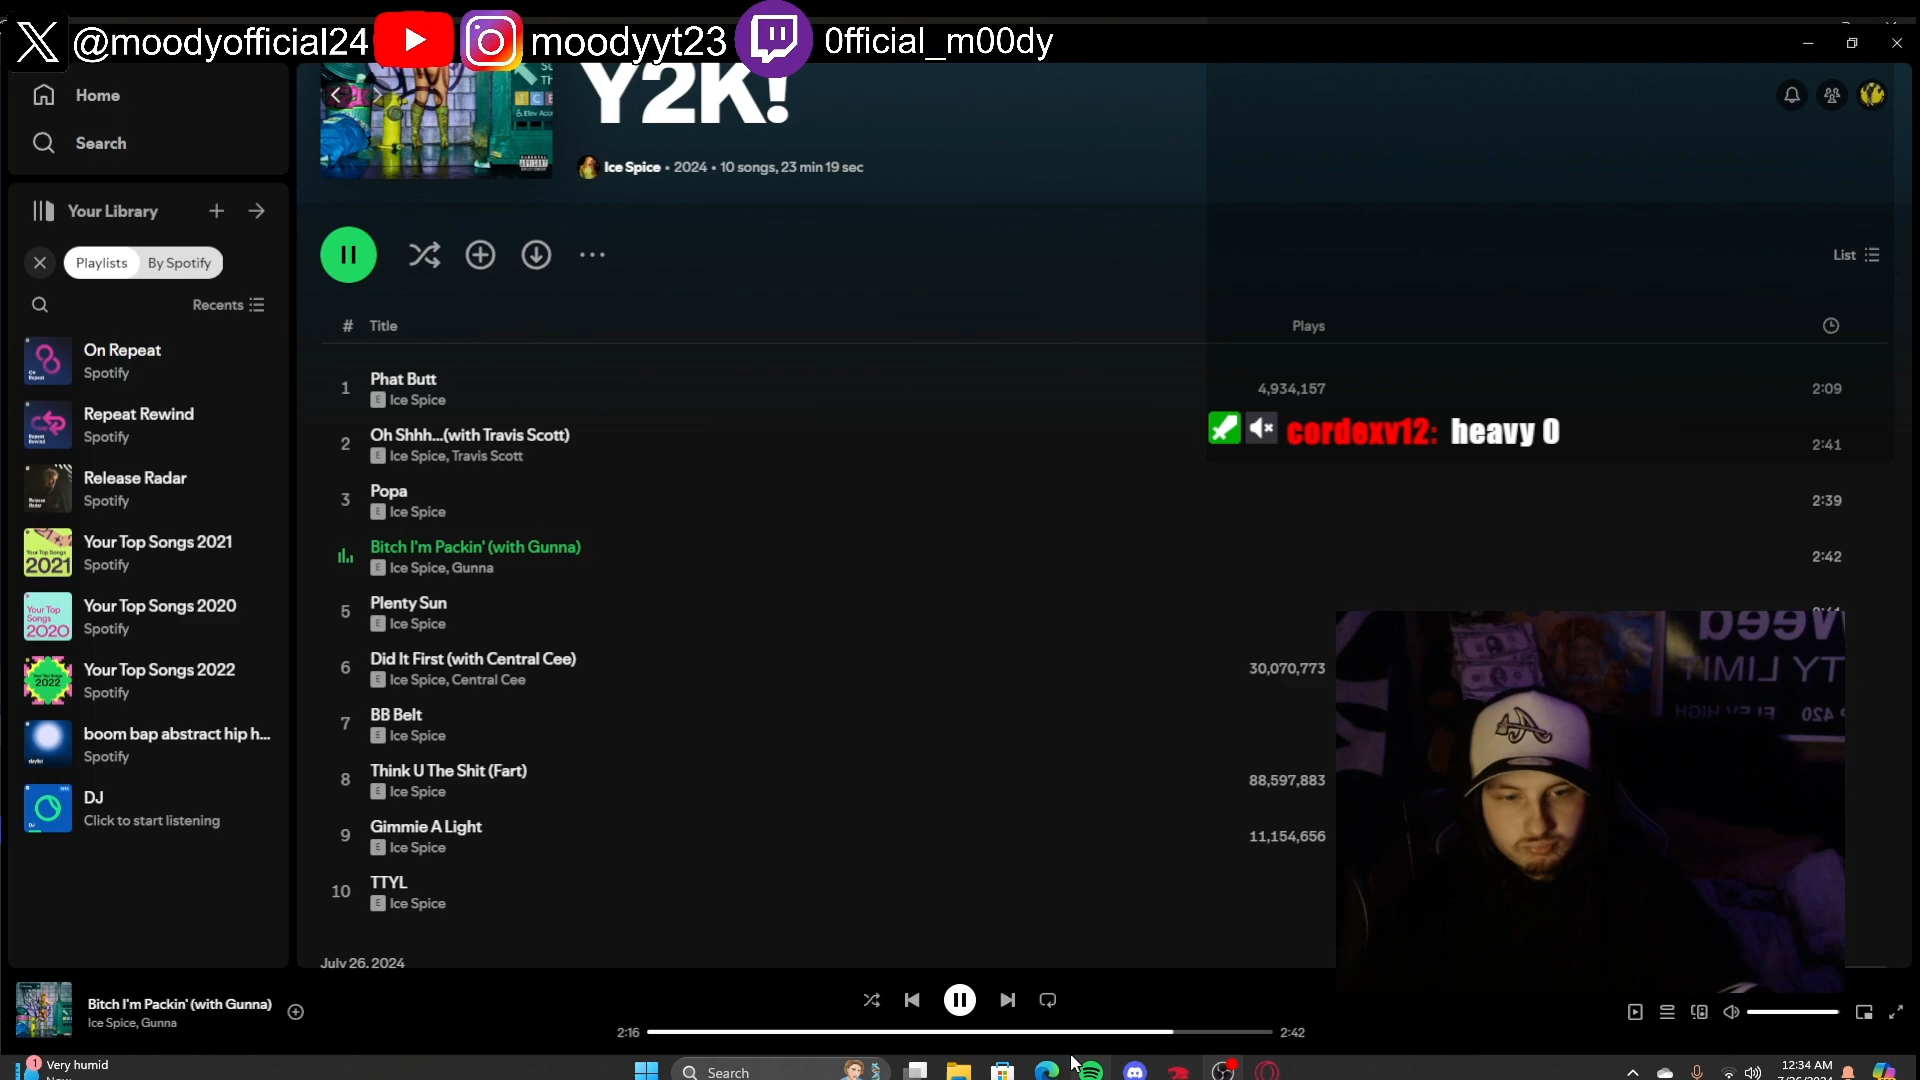 @moodyofficial24 moodyyt23 0fficial_m00dy
Home
Search
Your Library
Playlists By Spotify
Recents
On Repeat
Spotify
Repeat Rewind
Spotify
Release Radar
Spotify
Your Top Songs 2021
Spotify
Your Top Songs 2020
Spotify
Your Top Songs 2022
Spotify
boom bap abstract hip h...
Spotify
DJ
Click to start listening
Y2K!
Ice Spice • 2024 • 10 songs, 23 min 19 sec
List
# Title Plays
1 Phat Butt 4,934,157 2:09
E Ice Spice
cordexv12: heavy 0
2 Oh Shhh...(with Travis Scott) 2:41
E Ice Spice, Travis Scott
3 Popa 2:39
E Ice Spice
Bitch I'm Packin' (with Gunna) 2:42
E Ice Spice, Gunna
5 Plenty Sun
E Ice Spice
6 Did It First (with Central Cee) 30,070,773
E Ice Spice, Central Cee
7 BB Belt
E Ice Spice
8 Think U The Shit (Fart) 88,597,883
E Ice Spice
9 Gimmie A Light 11,154,656
E Ice Spice
10 TTYL
E Ice Spice
July 26, 2024
Bitch I'm Packin' (with Gunna)
Ice Spice, Gunna
2:16 2:42
1 Very humid
Search
12:34 AM